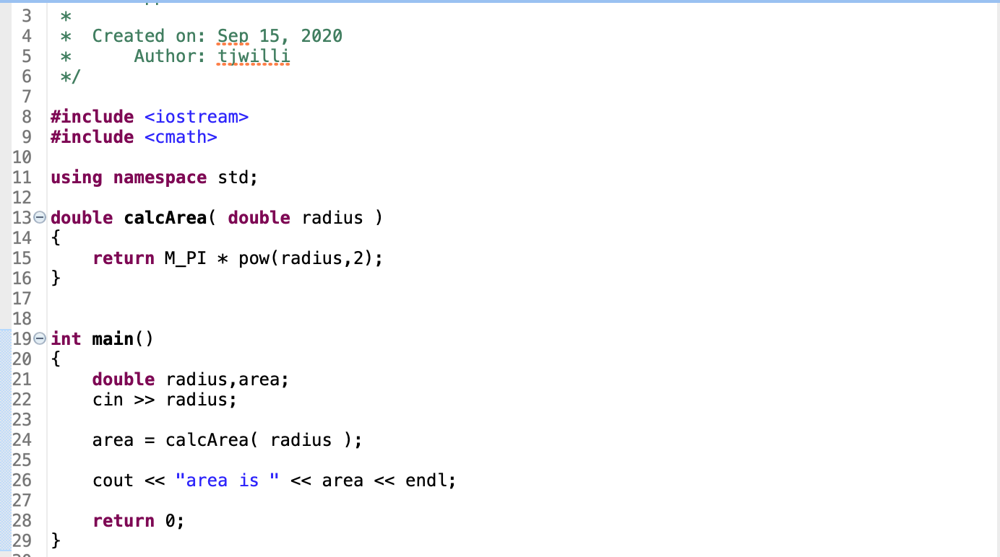 3 *
4 * Created on: Sep 15, 2020
5 * Author: tjwilli
6 */
7
8 #include <iostream>
9 #include <cmath>
10
11 using namespace std;
12
13 double calcArea( double radius )
14 {
15 return M_PI * pow(radius,2);
16 }
17
18
19 int main()
20 {
21 double radius,area;
22 cin >> radius;
23
24 area = calcArea( radius );
25
26 cout << "area is " << area << endl;
27
28 return 0;
29 }